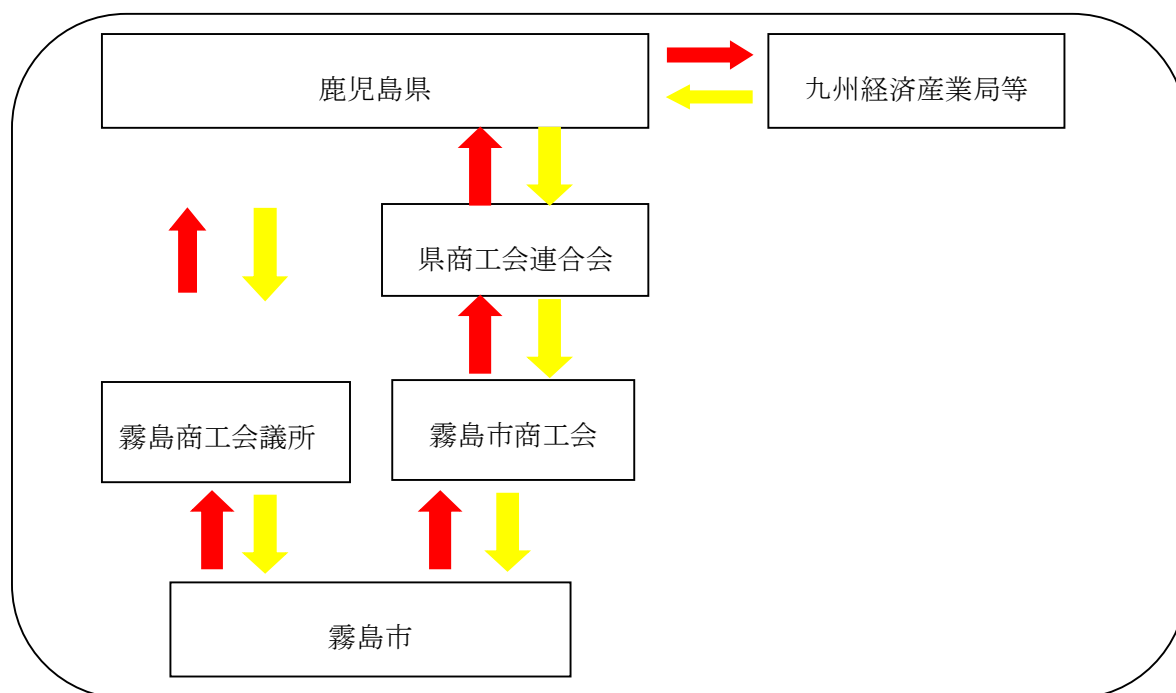 鹿児島県
九州経済産業局等
県商工会連合会
霧島商工会議所
霧島市商工会
霧島市